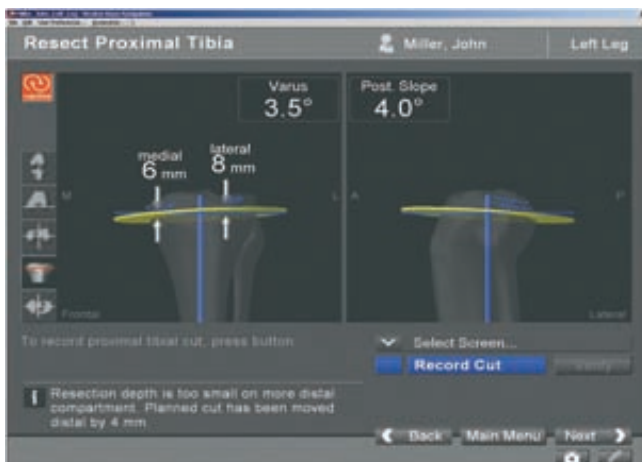 Resect Proximal Tibia
Miller, John
Left Leg
Varus
3.5°
Post. Slope
4.0°
medial
6 mm
lateral
8 mm
M
L
A
P
Frontal
Lateral
To record proximal tibial cut, press button
Select Screen...
Record Cut
Verify
Resection depth is too small on more distal
compartment. Planned cut has been moved
distal by 4 mm
Back
Main Menu
Next